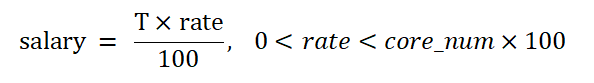 salary = T × rate / 100, 0 < rate < core_num × 100